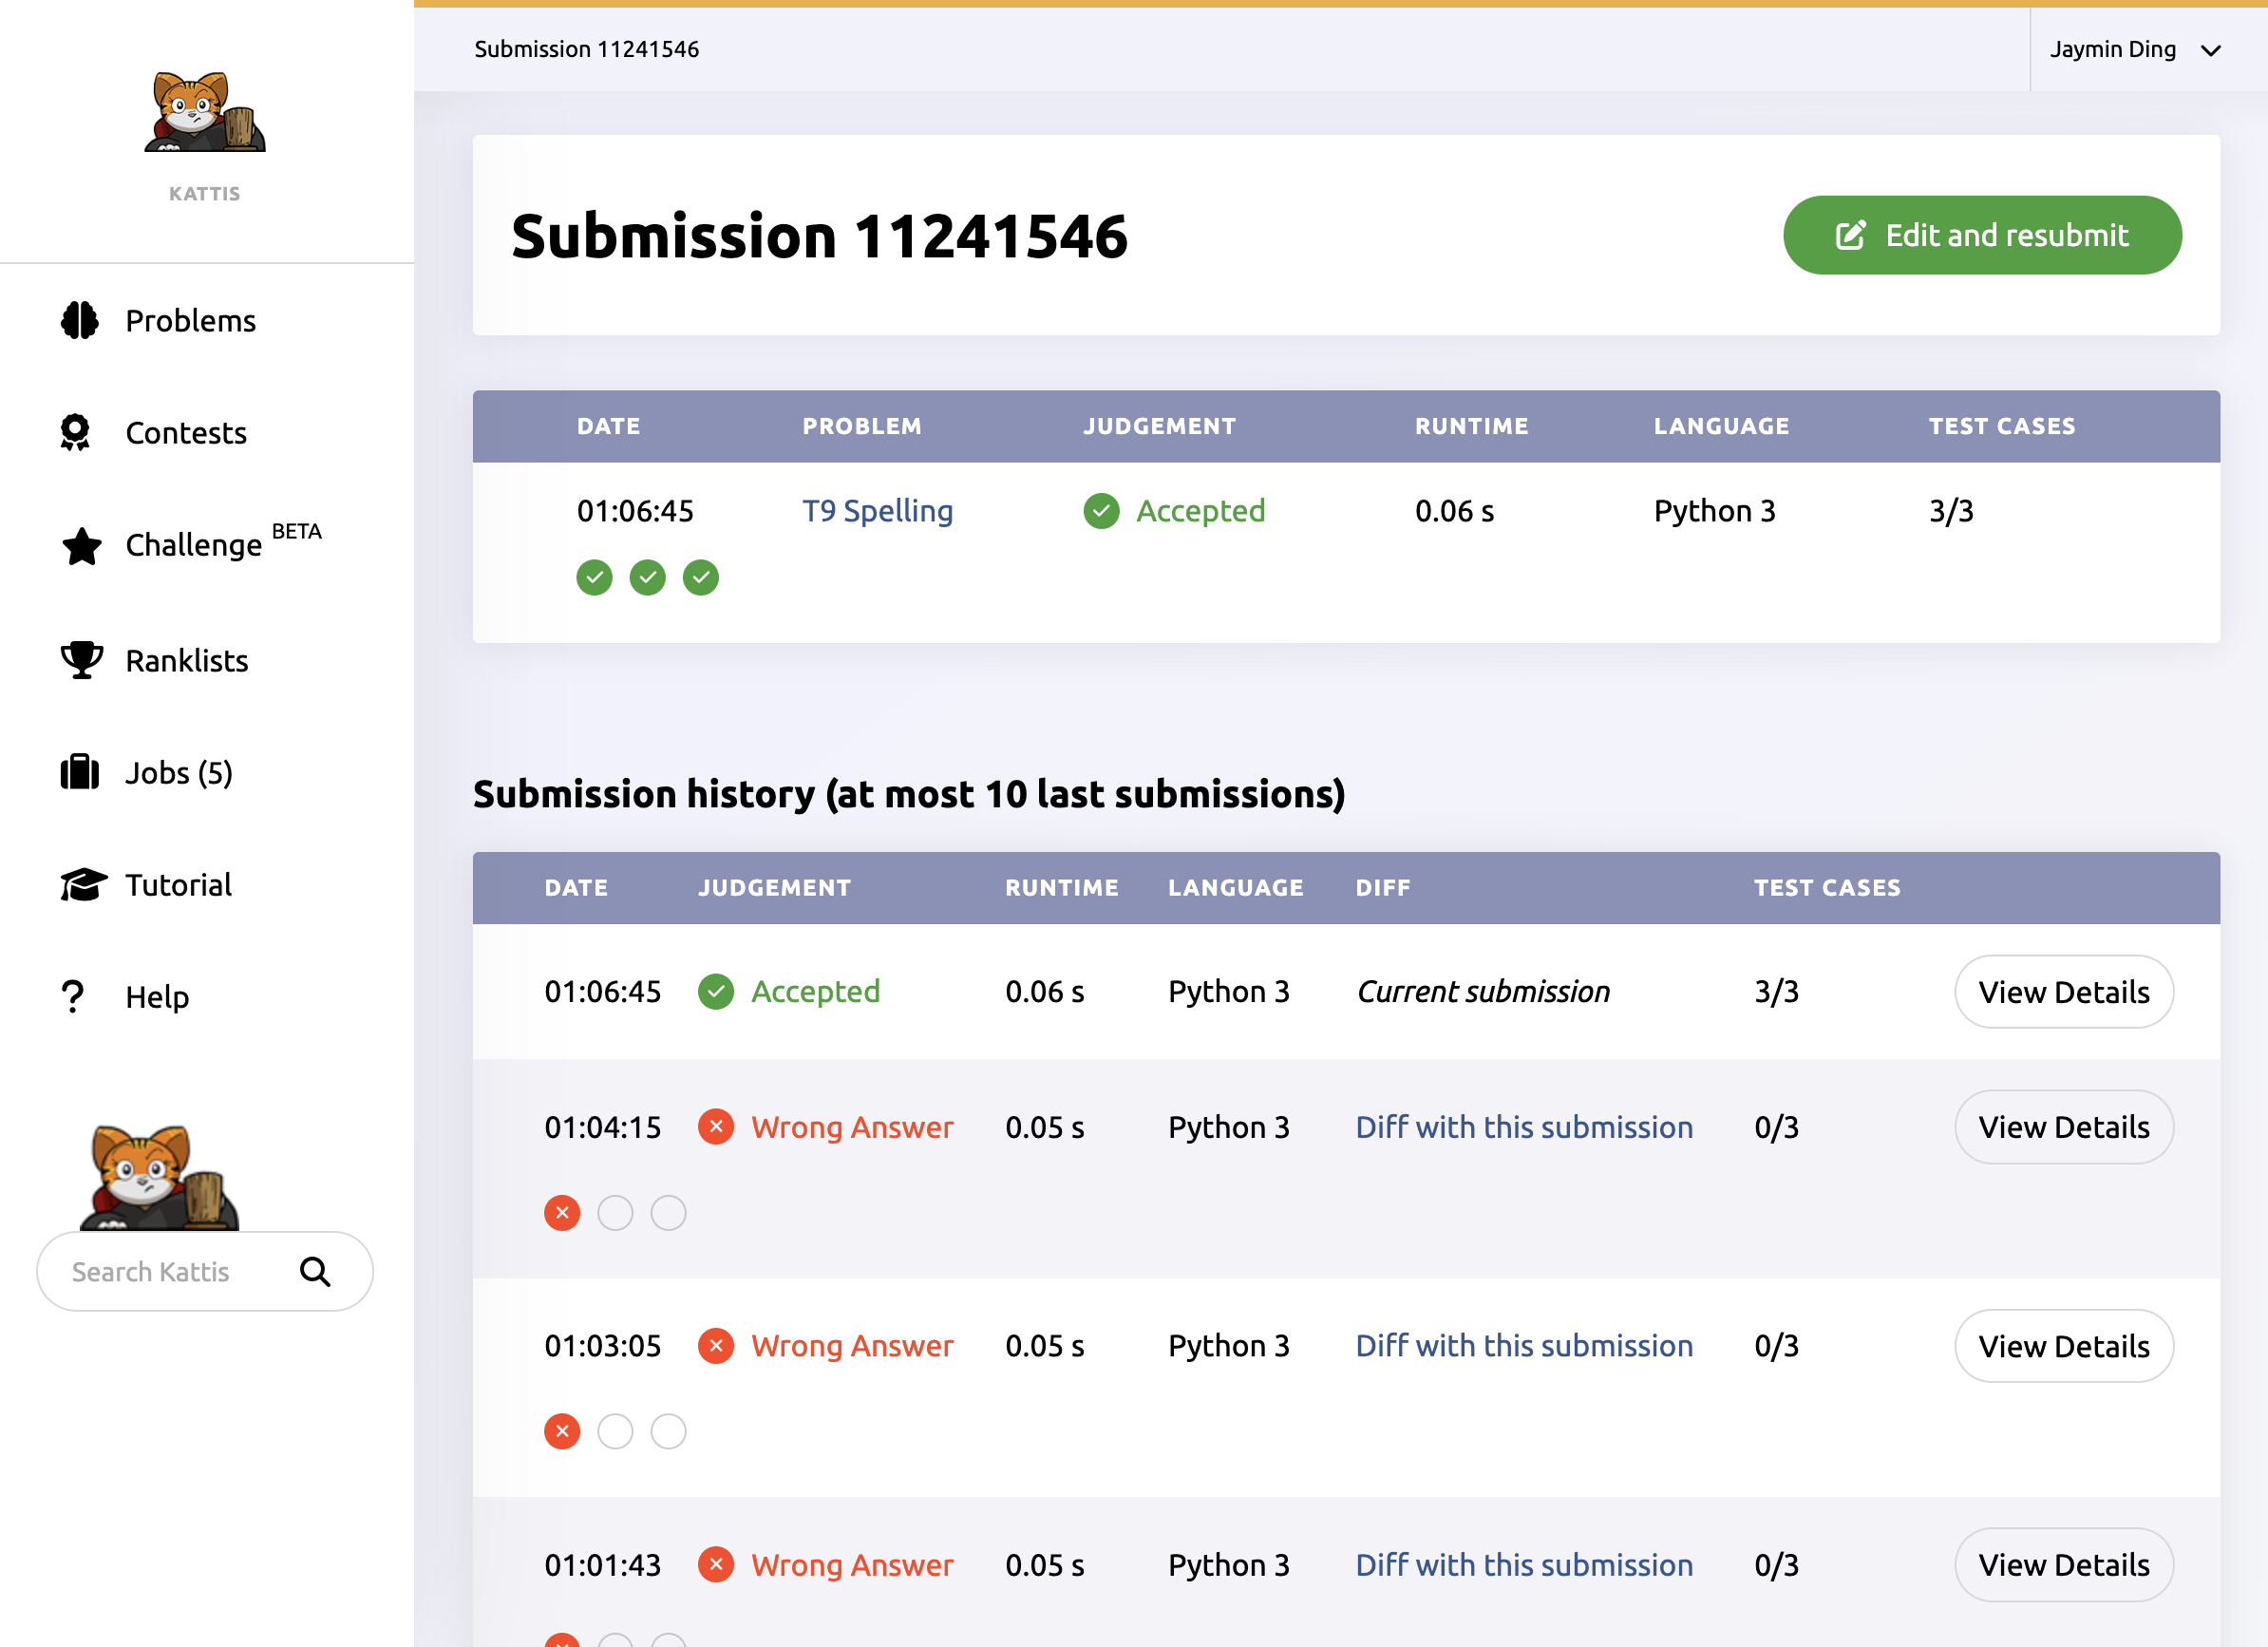 Submission 11241546
Jaymin Ding
KATTIS
Problems
Contests
Challenge BETA
Ranklists
Jobs (5)
Tutorial
Help
Search Kattis
Submission 11241546
Edit and resubmit
DATE PROBLEM JUDGEMENT RUNTIME LANGUAGE TEST CASES
01:06:45 T9 Spelling Accepted 0.06 s Python 3 3/3
Submission history (at most 10 last submissions)
DATE JUDGEMENT RUNTIME LANGUAGE DIFF TEST CASES
01:06:45 Accepted 0.06 s Python 3 Current submission 3/3 View Details
01:04:15 Wrong Answer 0.05 s Python 3 Diff with this submission 0/3 View Details
01:03:05 Wrong Answer 0.05 s Python 3 Diff with this submission 0/3 View Details
01:01:43 Wrong Answer 0.05 s Python 3 Diff with this submission 0/3 View Details